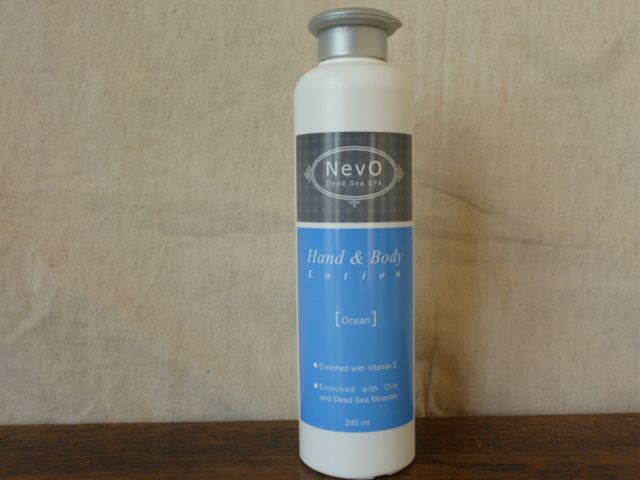 NevO
Dead Sea SPA
Hand & Body
Lotion
[Ocean]
Enriched with Vitamin E
Enriched with Oils
and Dead Sea Minerals
240 ml